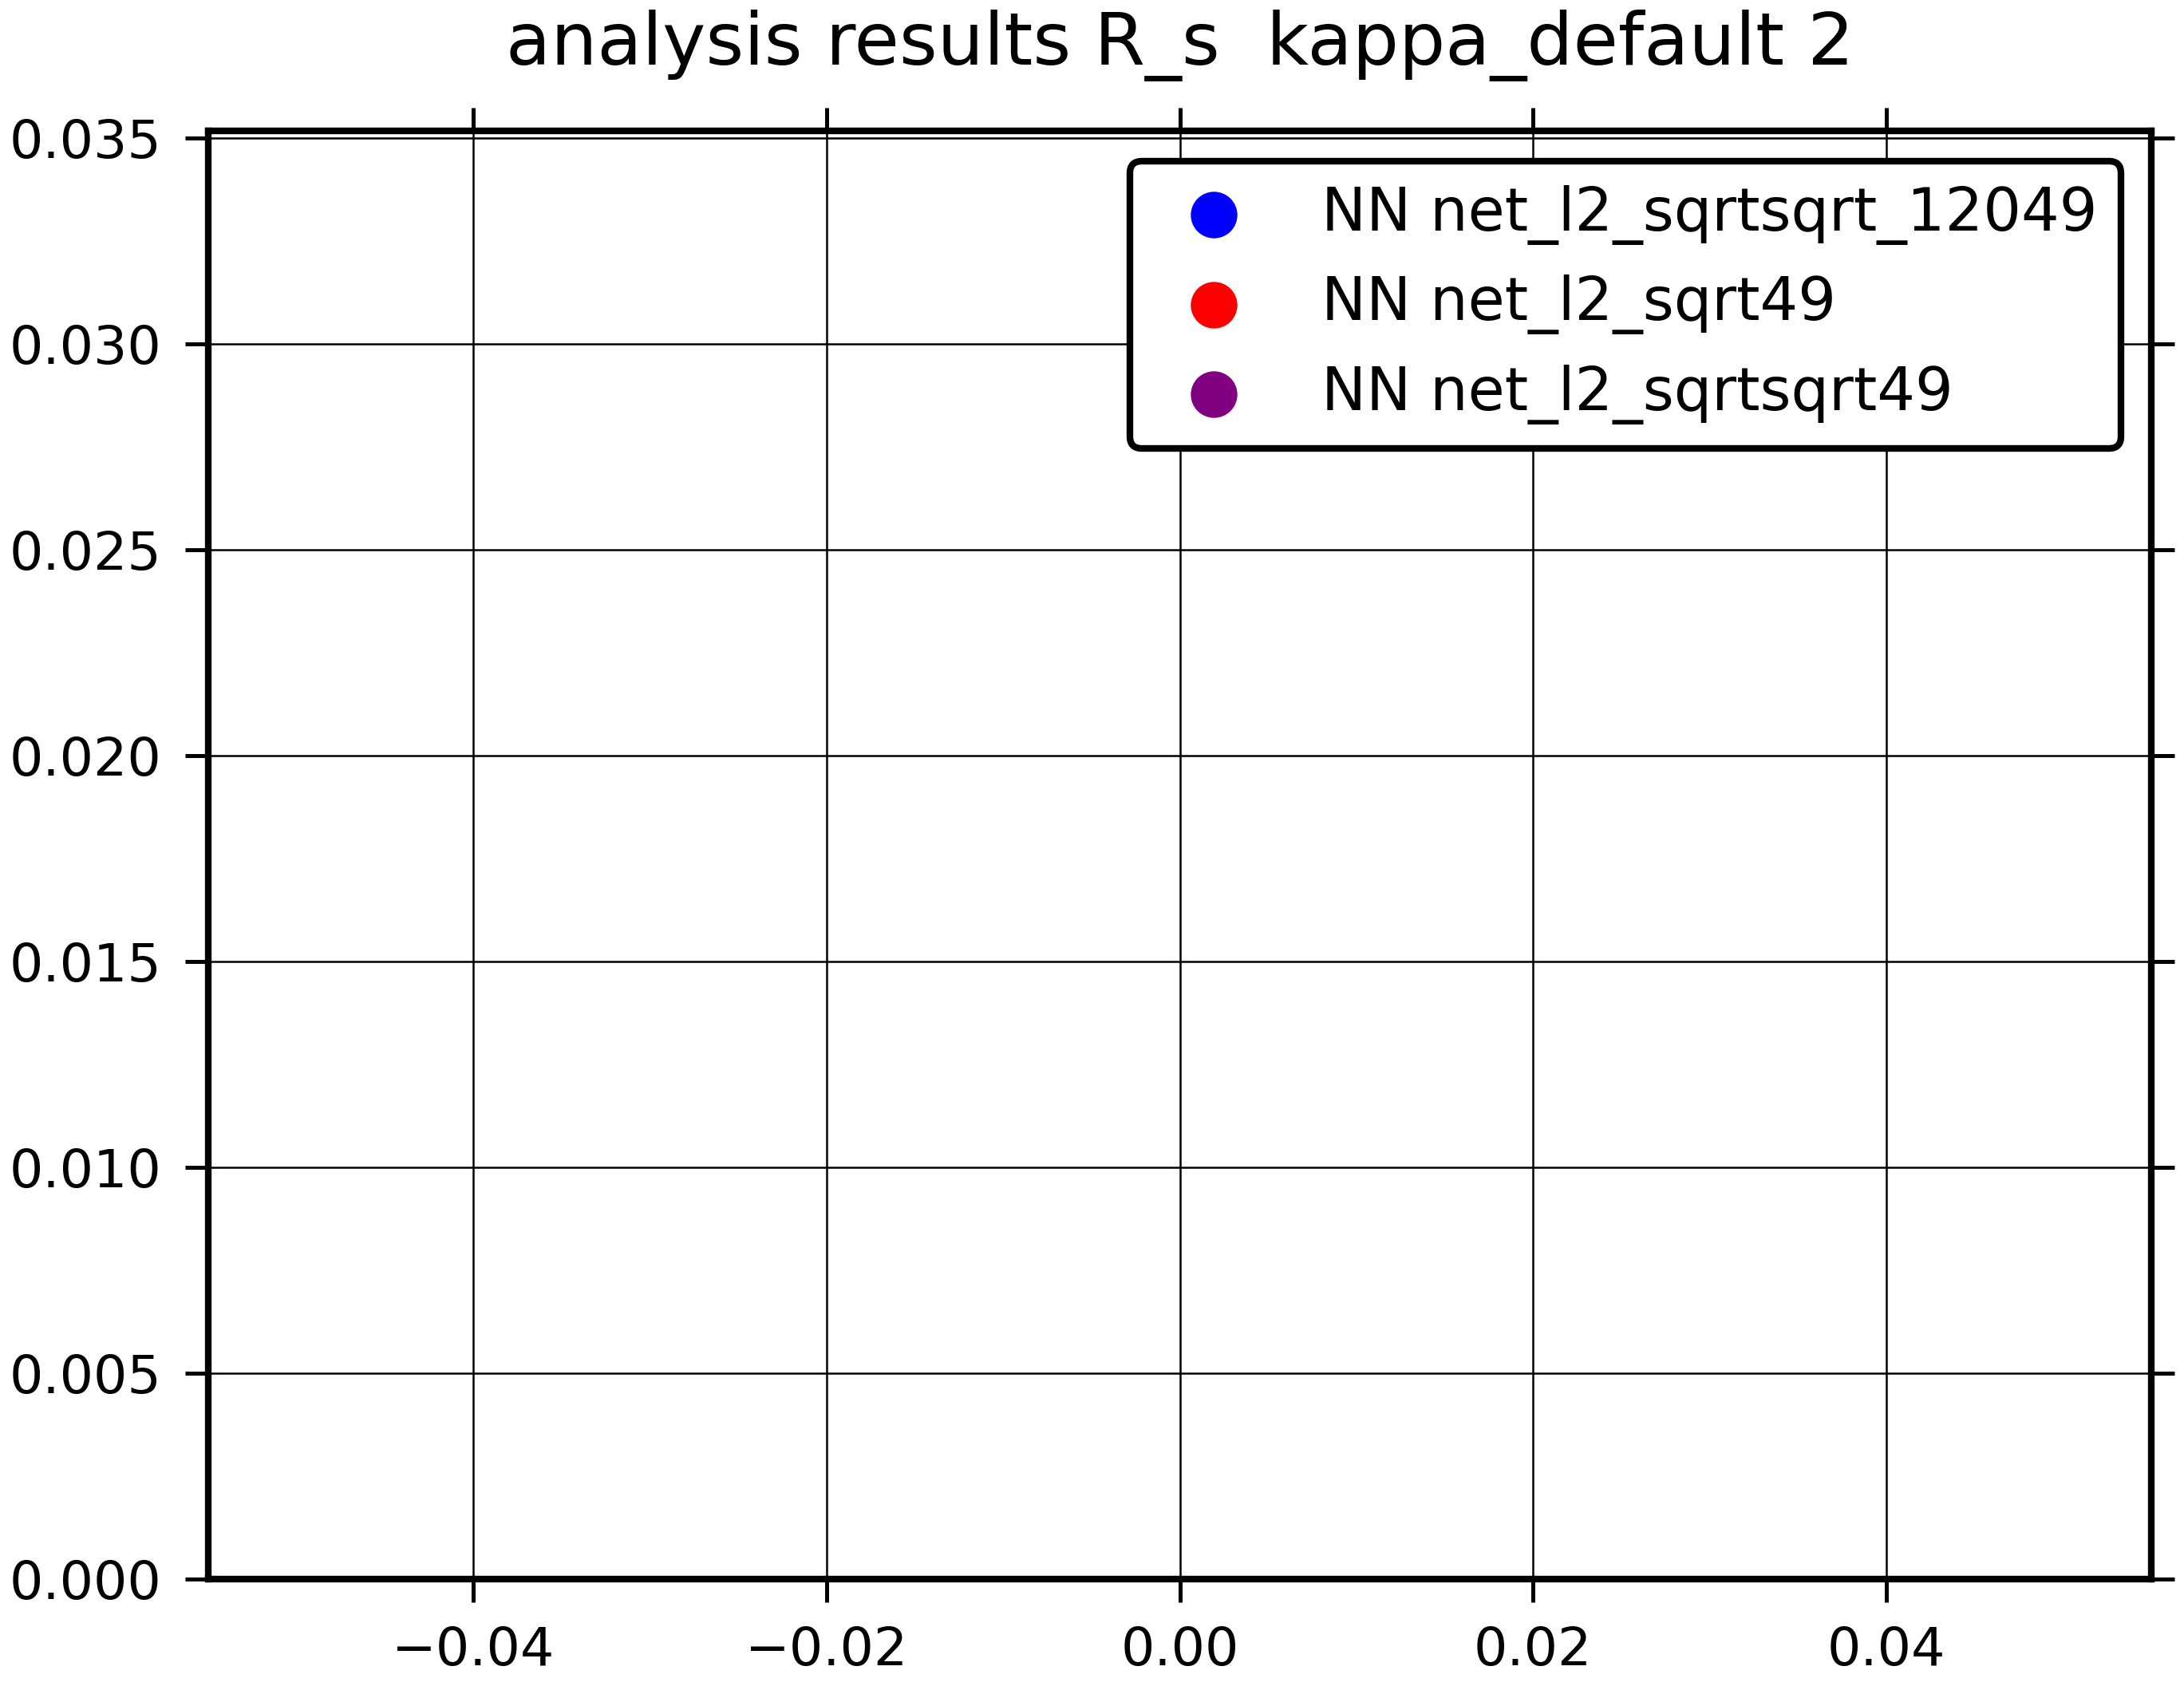 analysis results R_s  kappa_default 2
0.035
0.030
0.025
0.020
0.015
0.010
0.005
0.000
NN net_l2_sqrtsqrt_12049
NN net_l2_sqrt49
NN net_l2_sqrtsqrt49
−0.04 −0.02 0.00 0.02 0.04